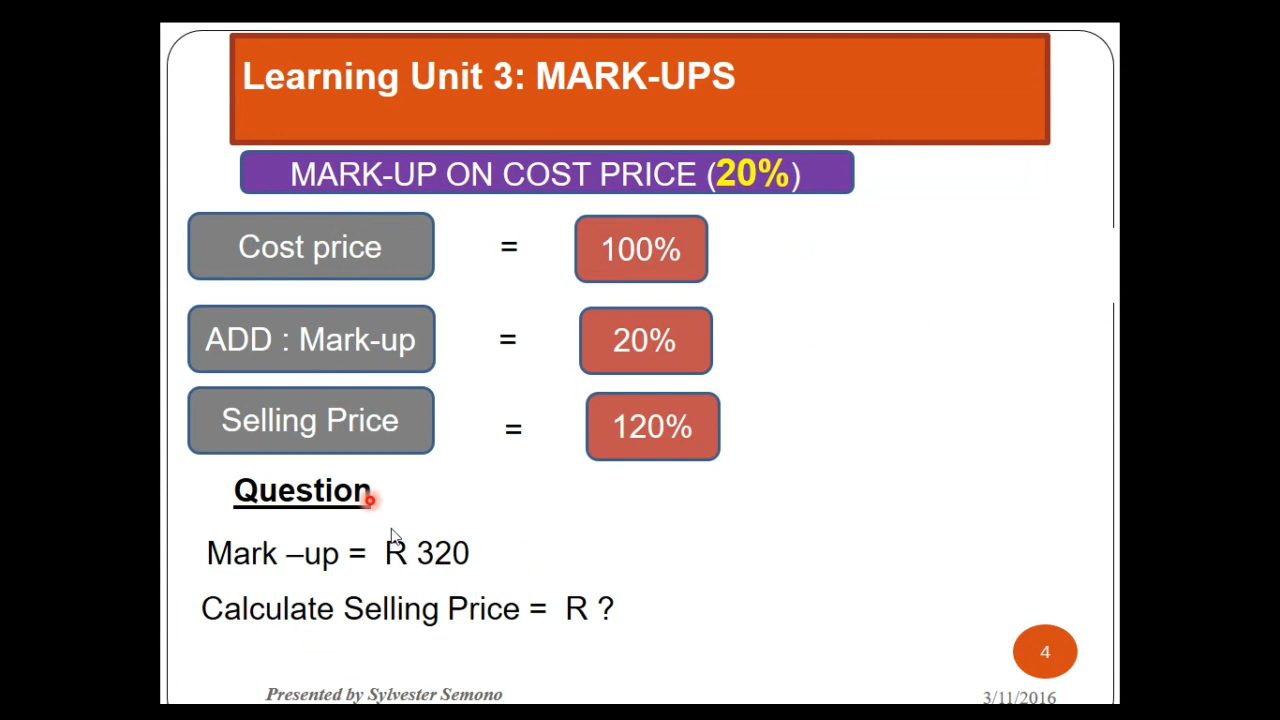 Learning Unit 3: MARK-UPS
MARK-UP ON COST PRICE (20%)
Cost price = 100%
ADD : Mark-up = 20%
Selling Price = 120%
Question
Mark –up = R 320
Calculate Selling Price = R ?
4
Presented by Sylvester Semono 3/11/2016